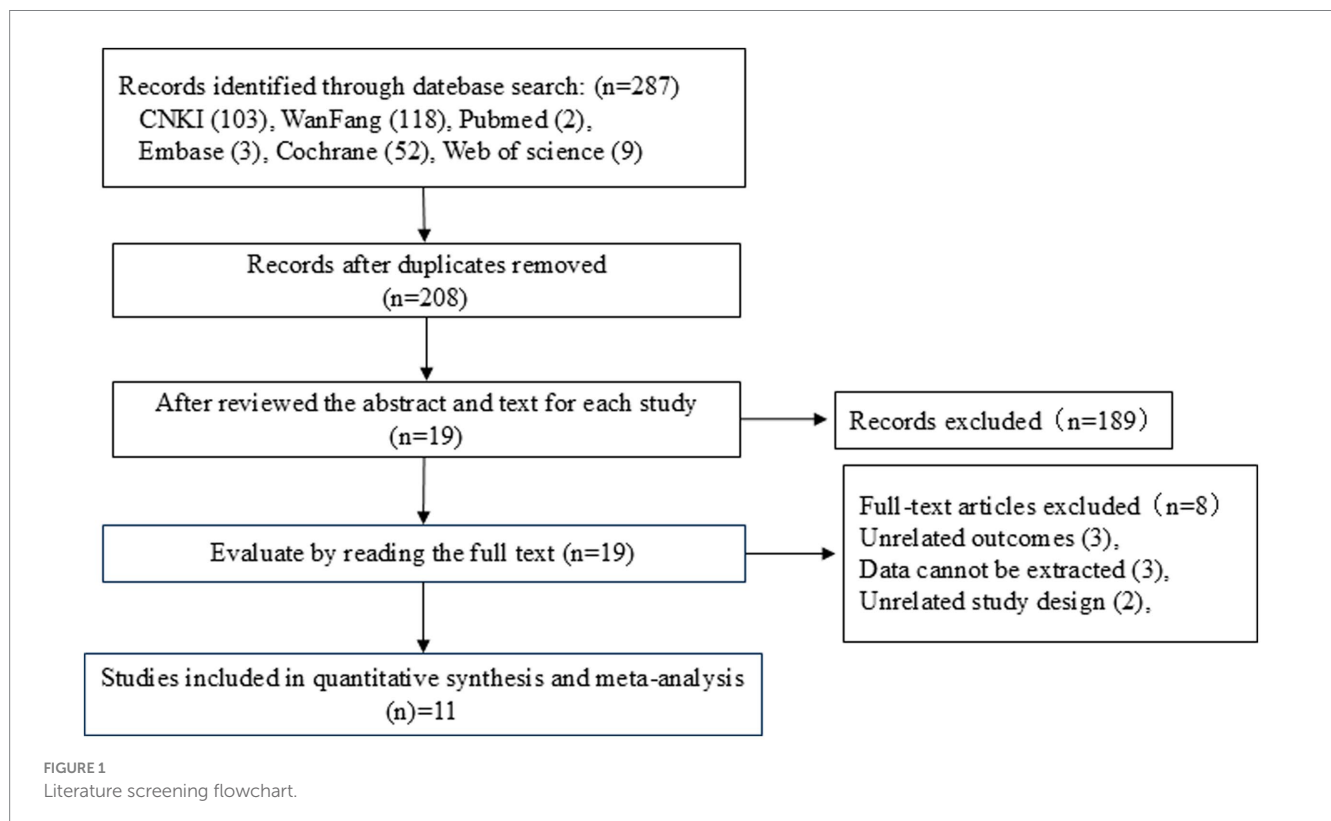 Records identified through datebase search: (n=287)
CNKI (103), WanFang (118), Pubmed (2),
Embase (3), Cochrane (52), Web of science (9)
Records after duplicates removed
(n=208)
After reviewed the abstract and text for each study
(n=19)
Records excluded（n=189）
Evaluate by reading the full text (n=19)
Full-text articles excluded（n=8）
Unrelated outcomes (3),
Data cannot be extracted (3),
Unrelated study design (2),
Studies included in quantitative synthesis and meta-analysis
(n)=11
FIGURE 1
Literature screening flowchart.